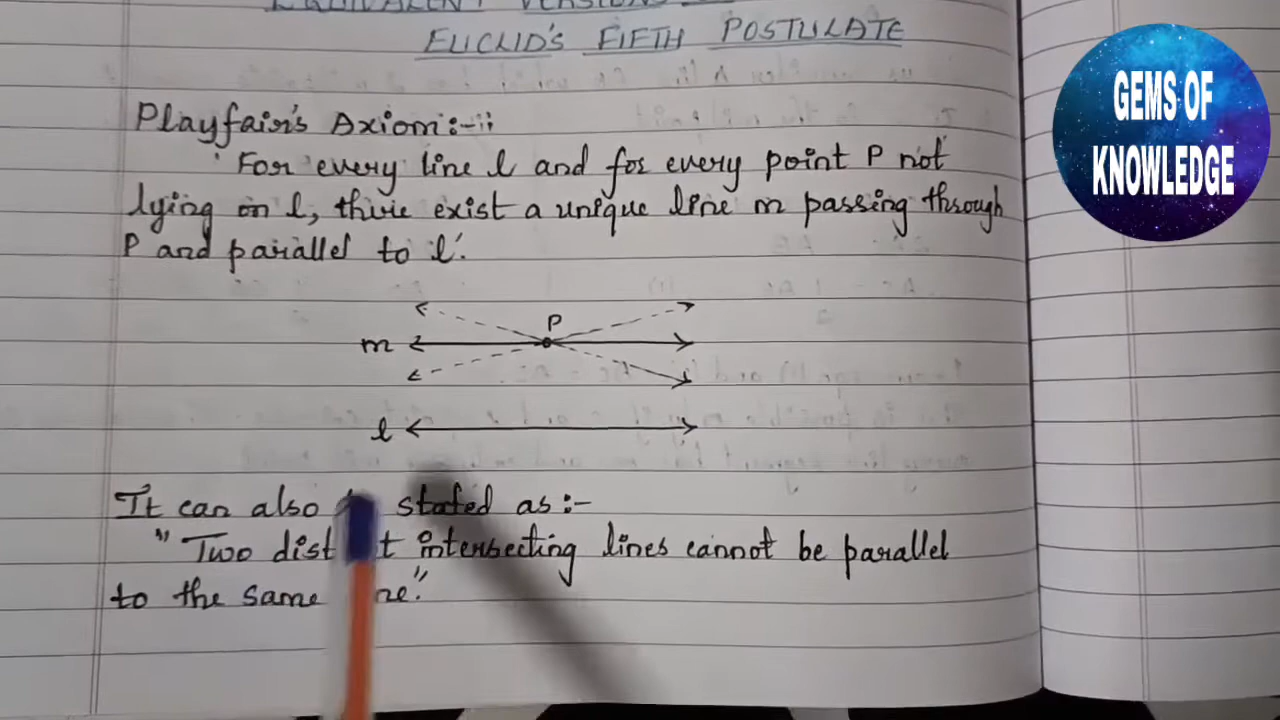 EQUIVALENT VERSIONS
EUCLID'S FIFTH POSTULATE
Playfair's Axiom:-
'For every line l and for every point P not
lying on l, there exist a unique line m passing through
P and parallel to l'.
P
m
l
It can also stated as:-
"Two intersecting lines cannot be parallel
to the same
GEMS OF
KNOWLEDGE